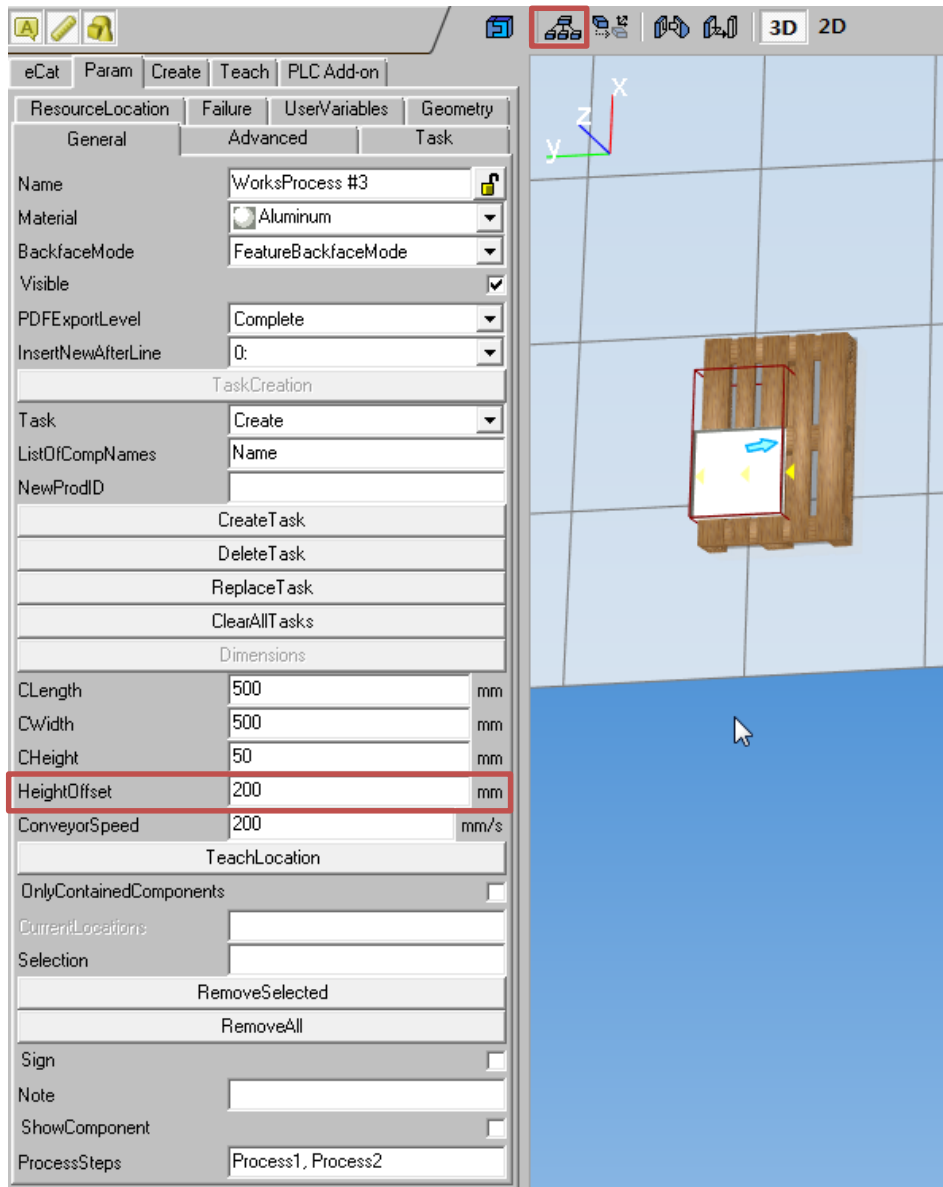 3D 2D
eCat Param Create Teach PLC Add-on
ResourceLocation Failure UserVariables Geometry
General Advanced Task
Name WorksProcess #3
Material Aluminum
BackfaceMode FeatureBackfaceMode
Visible
PDFExportLevel Complete
InsertNewAfterLine 0:
TaskCreation
Task Create
ListOfCompNames Name
NewProdID
CreateTask
DeleteTask
ReplaceTask
ClearAllTasks
Dimensions
CLength 500 mm
CWidth 500 mm
CHeight 50 mm
HeightOffset 200 mm
ConveyorSpeed 200 mm/s
TeachLocation
OnlyContainedComponents
CurrentLocations
Selection
RemoveSelected
RemoveAll
Sign
Note
ShowComponent
ProcessSteps Process1, Process2
X
Z
y